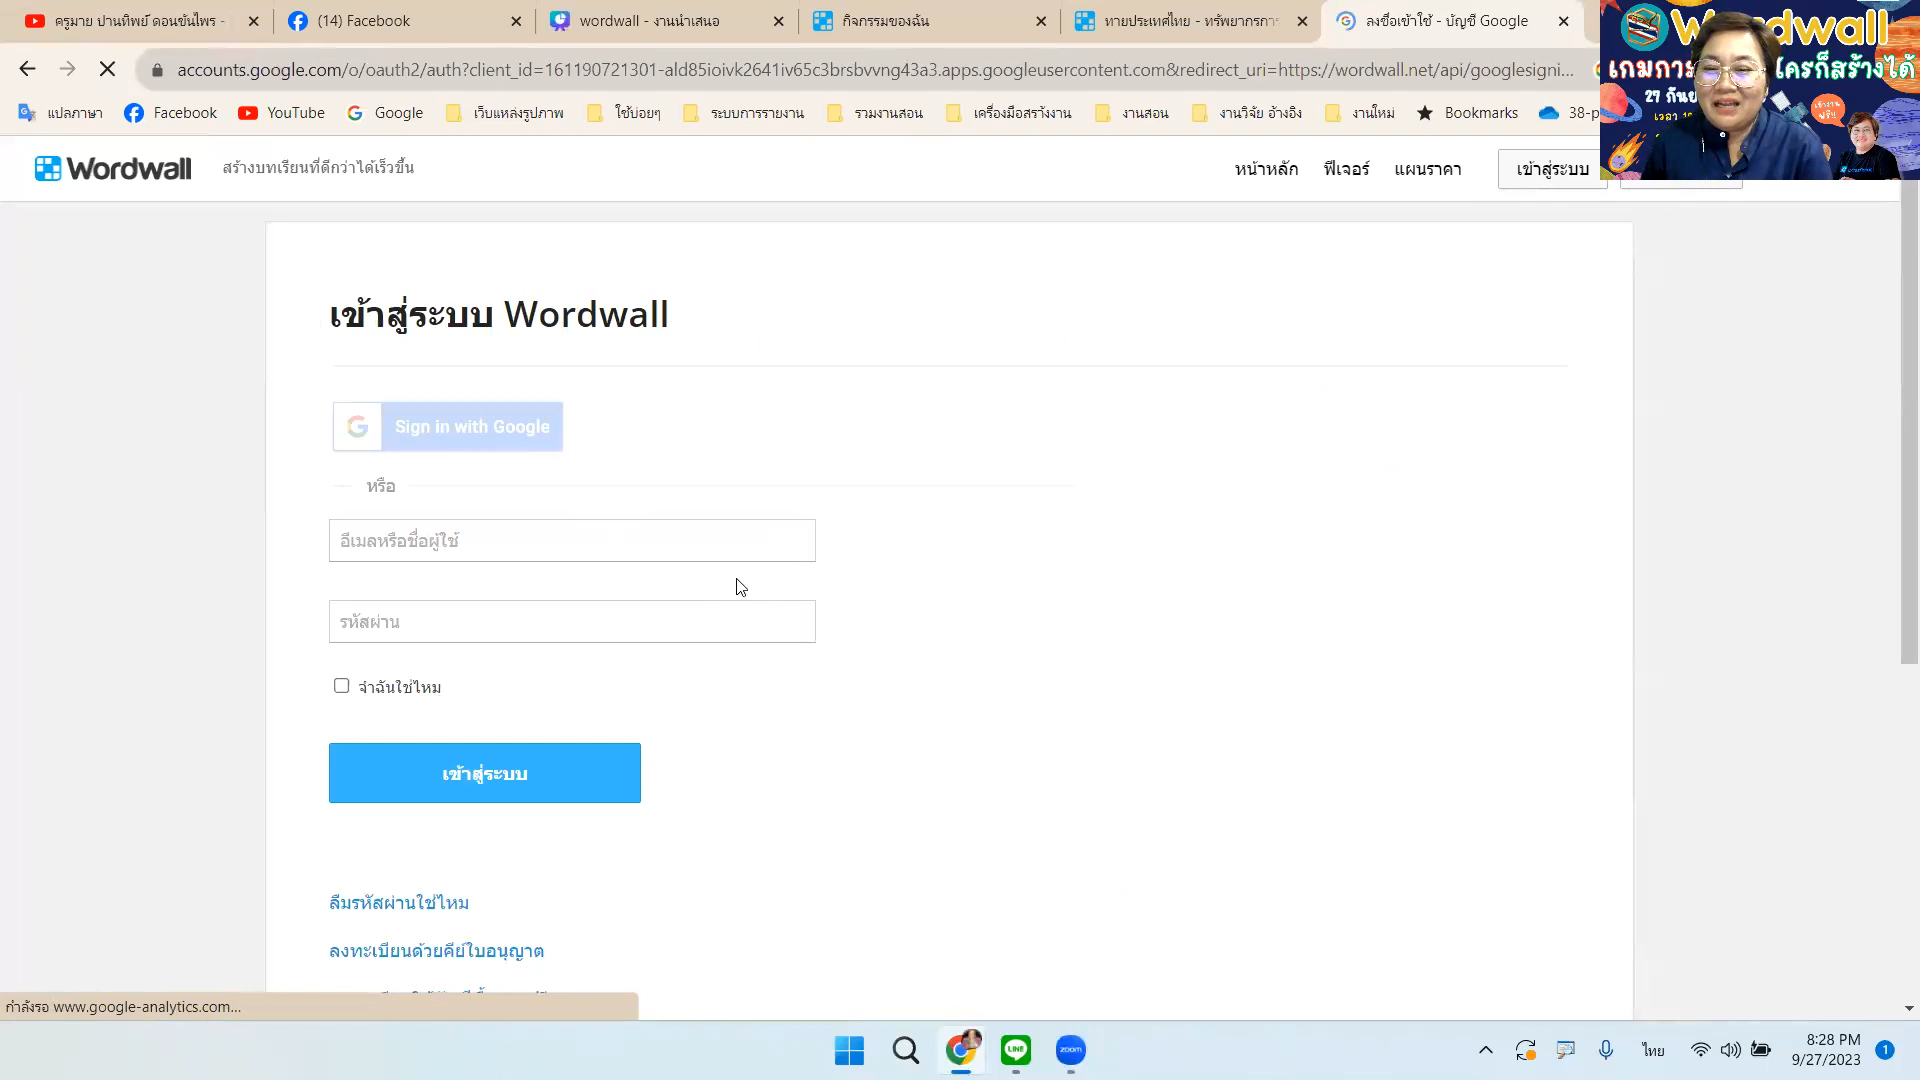 ครูมาย ปานทิพย์ ดอนขันไพร -
(14) Facebook
wordwall - งานนำเสนอ
กิจกรรมของฉัน
ทายประเทศไทย - ทรัพยากรการ
ลงชื่อเข้าใช้ - บัญชี Google
accounts.google.com/o/oauth2/auth?client_id=161190721301-ald85ioivk2641iv65c3brsbvvng43a3.apps.googleusercontent.com&redirect_uri=https://wordwall.net/api/googlesigni...
แปลภาษา
Facebook
YouTube
Google
เว็บแหล่งรูปภาพ
ใช้บ่อยๆ
ระบบการรายงาน
รวมงานสอน
เครื่องมือสร้างงาน
งานสอน
งานวิจัย อ้างอิง
งานใหม่
Bookmarks
38-p
Wordwall
สร้างบทเรียนที่ดีกว่าได้เร็วขึ้น
หน้าหลัก
ฟีเจอร์
แผนราคา
เข้าสู่ระบบ
เข้าสู่ระบบ Wordwall
Sign in with Google
หรือ
อีเมลหรือชื่อผู้ใช้
รหัสผ่าน
จำฉันใช่ไหม
เข้าสู่ระบบ
ลืมรหัสผ่านใช่ไหม
ลงทะเบียนด้วยคีย์ใบอนุญาต
กำลังรอ www.google-analytics.com...
LINE
zoom
ไทย
8:28 PM
9/27/2023
1